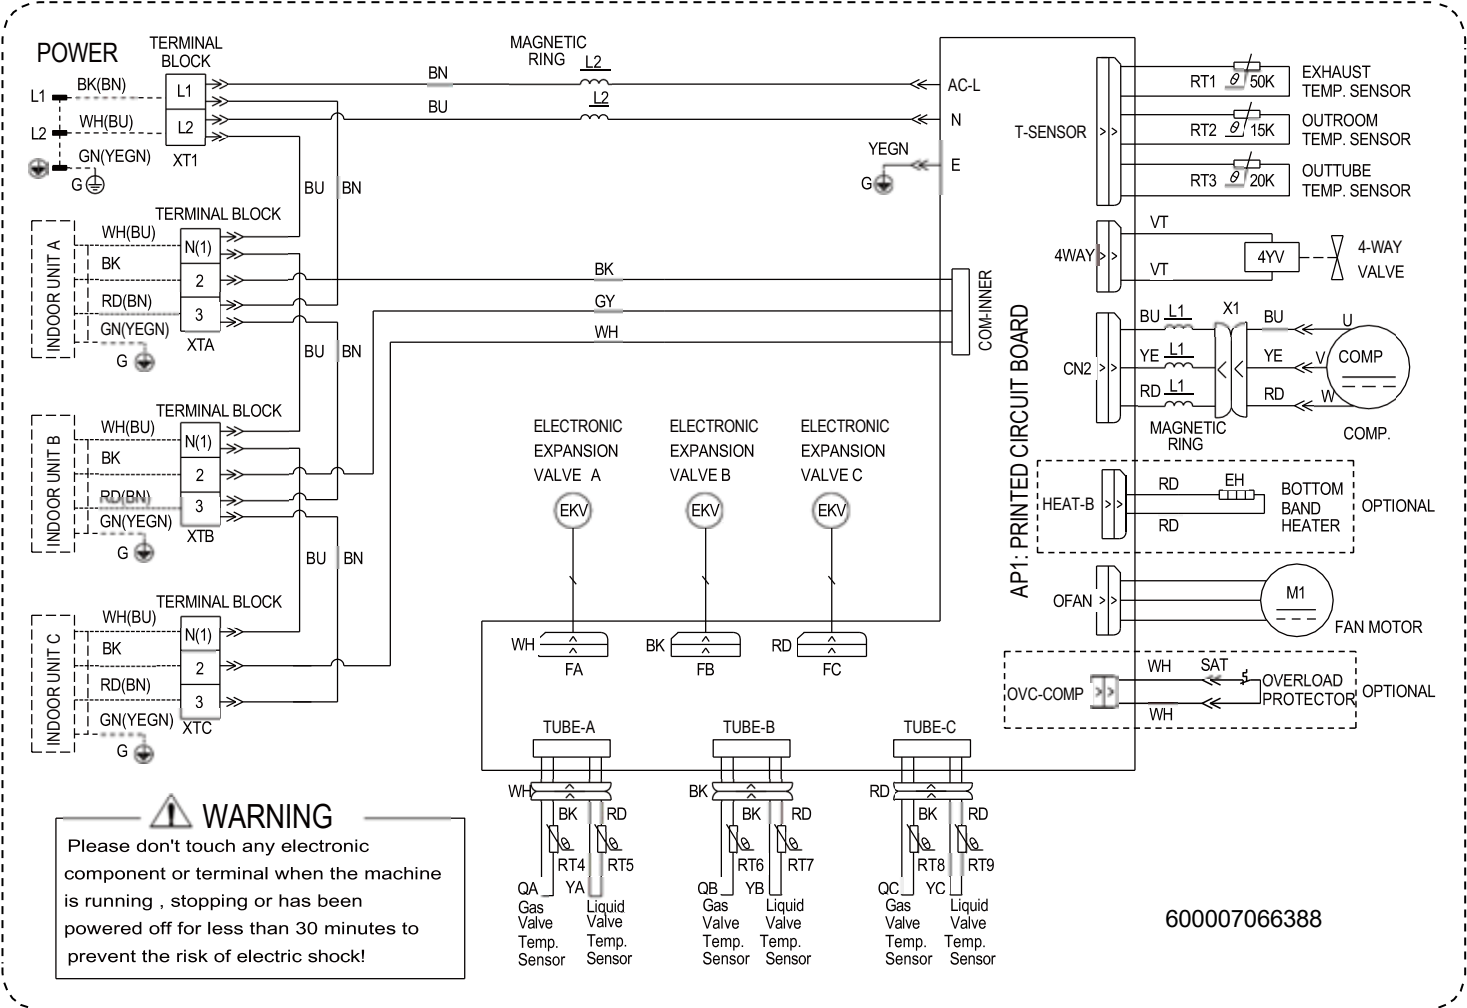 POWER
TERMINAL
BLOCK
MAGNETIC
RING
L2
L1
BK(BN)
L1
BN
AC-L
L2
WH(BU)
L2
BU
L2
N
GN(YEGN)
XT1
G
YEGN
E
G
BU
BN
T-SENSOR
RT1
θ
50K
EXHAUST
TEMP. SENSOR
RT2
θ
15K
OUTROOM
TEMP. SENSOR
RT3
θ
20K
OUTTUBE
TEMP. SENSOR
TERMINAL BLOCK
INDOOR UNIT A
WH(BU)
N(1)
BK
2
RD(BN)
3
GN(YEGN)
XTA
G
BU
BN
BK
GY
WH
COM-INNER
AP1: PRINTED CIRCUIT BOARD
4WAY
VT
VT
4YV
4-WAY
VALVE
CN2
BU
L1
X1
BU
U
YE
L1
YE
V
COMP
RD
L1
RD
W
MAGNETIC
RING
COMP.
TERMINAL BLOCK
INDOOR UNIT B
WH(BU)
N(1)
BK
2
RD(BN)
3
GN(YEGN)
XTB
G
BU
BN
ELECTRONIC
EXPANSION
VALVE A
EKV
ELECTRONIC
EXPANSION
VALVE B
EKV
ELECTRONIC
EXPANSION
VALVE C
EKV
HEAT-B
RD
EH
RD
BOTTOM
BAND
HEATER
OPTIONAL
OFAN
M1
FAN MOTOR
TERMINAL BLOCK
INDOOR UNIT C
WH(BU)
N(1)
BK
2
RD(BN)
3
GN(YEGN)
XTC
G
WH
FA
BK
FB
RD
FC
OVC-COMP
WH
SAT
WH
OVERLOAD
PROTECTOR
OPTIONAL
TUBE-A
WH
BK
RD
θ
θ
RT4
RT5
QA
YA
Gas
Valve
Temp.
Sensor
Liquid
Valve
Temp.
Sensor
TUBE-B
BK
BK
RD
θ
θ
RT6
RT7
QB
YB
Gas
Valve
Temp.
Sensor
Liquid
Valve
Temp.
Sensor
TUBE-C
RD
BK
RD
θ
θ
RT8
RT9
QC
YC
Gas
Valve
Temp.
Sensor
Liquid
Valve
Temp.
Sensor
WARNING
Please don't touch any electronic
component or terminal when the machine
is running , stopping or has been
powered off for less than 30 minutes to
prevent the risk of electric shock!
600007066388